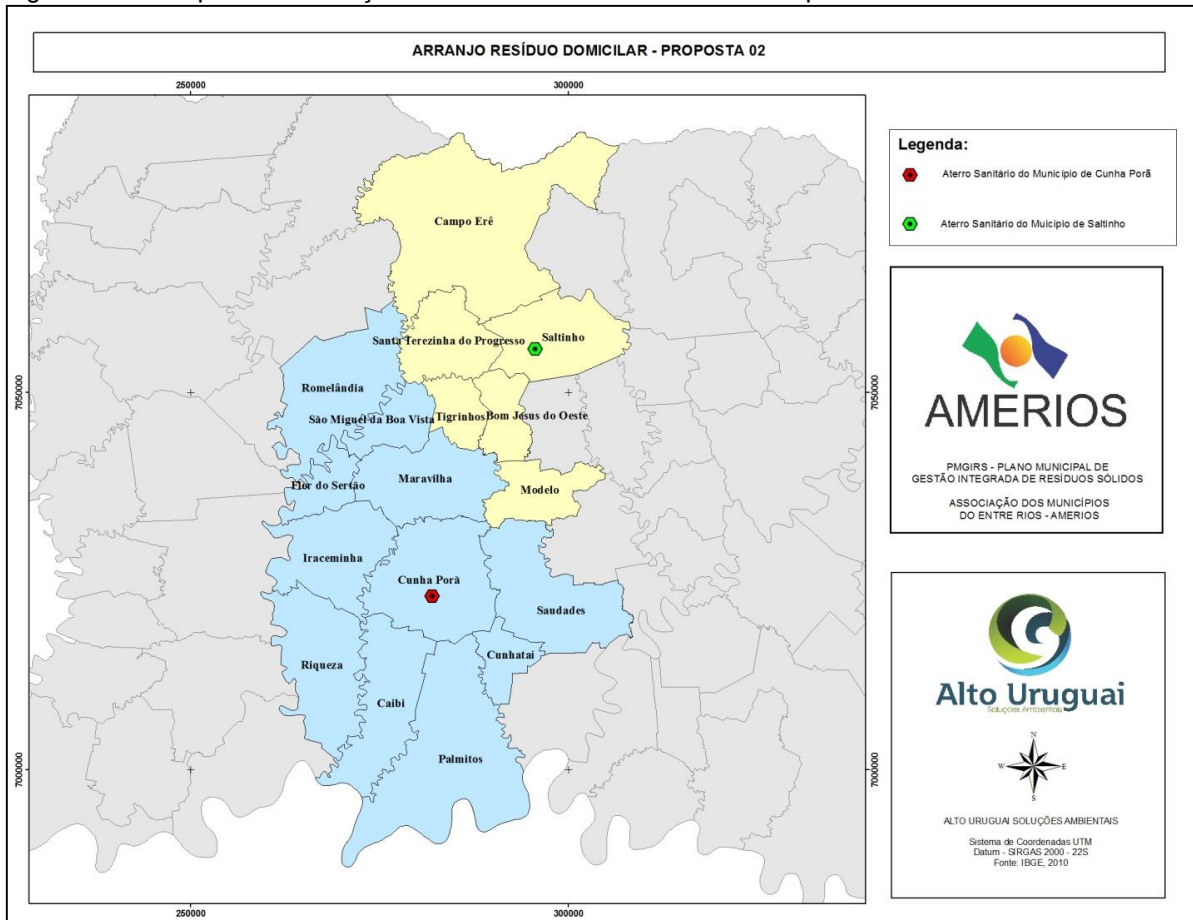 ARRANJO RESÍDUO DOMICILAR - PROPOSTA 02
250000
300000
Legenda:
Aterro Sanitário do Município de Cunha Porã
Aterro Sanitário do Muicípio de Saltinho
Campo Erê
Santa Terezinha do Progresso
Saltinho
7050000
7050000
Romelândia
São Miguel da Boa Vista
Tigrinhos
Bom Jesus do Oeste
Flor do Sertão
Maravilha
Modelo
Iraceminha
Cunha Porã
Saudades
Riqueza
Cunhataí
Caibi
Palmitos
7000000
7000000
250000
300000
AMERIOS
PMGIRS - PLANO MUNICIPAL DE
GESTÃO INTEGRADA DE RESÍDUOS SÓLIDOS
ASSOCIAÇÃO DOS MUNICÍPIOS
DO ENTRE RIOS - AMERIOS
Alto Uruguai
Soluções Ambientais
N
W
E
S
ALTO URUGUAI SOLUÇÕES AMBIENTAIS
Sistema de Coordenadas UTM
Datum - SIRGAS 2000 - 22S
Fonte: IBGE, 2010